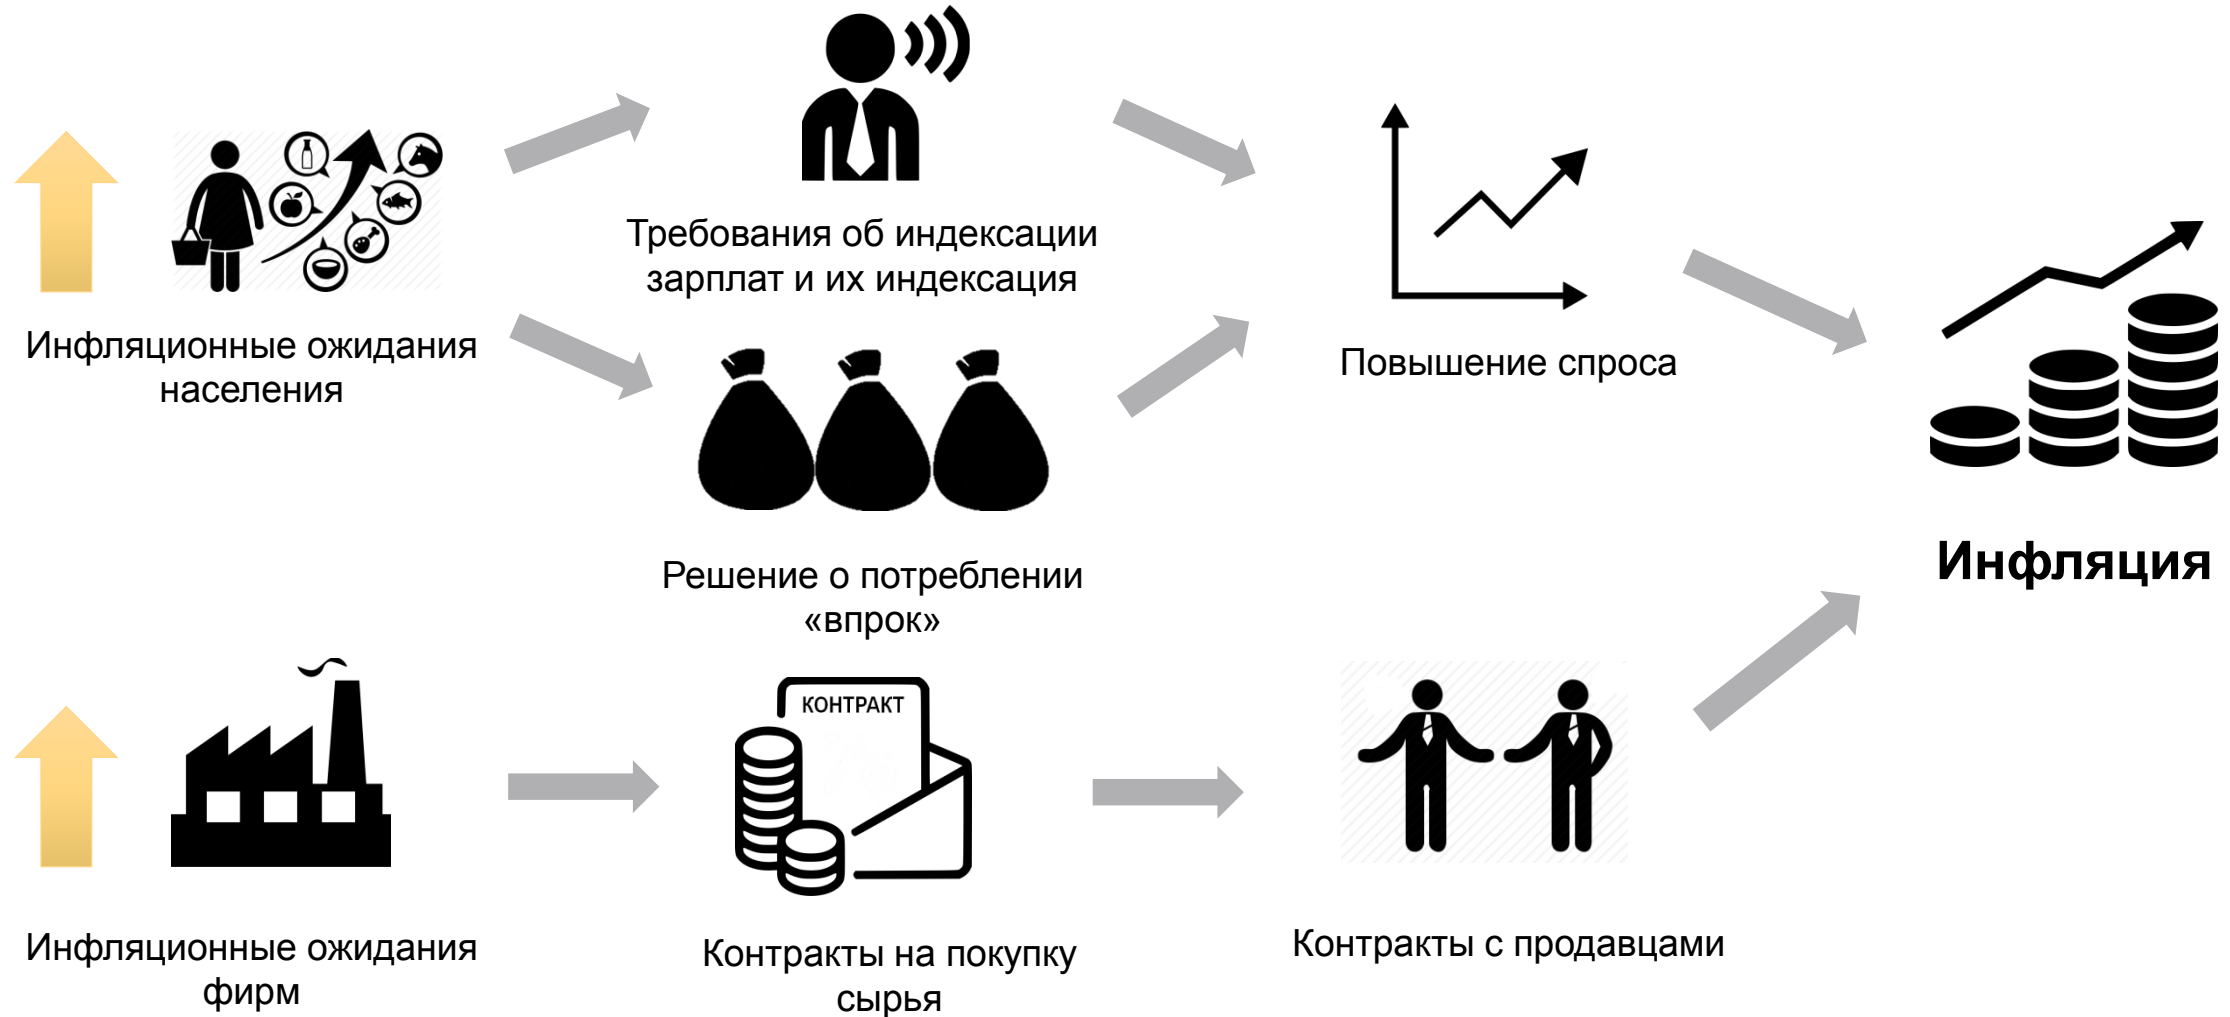 Требования об индексации
зарплат и их индексация
Инфляционные ожидания
населения
Повышение спроса
Решение о потреблении
«впрок»
Инфляция
КОНТРАКТ
Инфляционные ожидания
фирм
Контракты на покупку
сырья
Контракты с продавцами